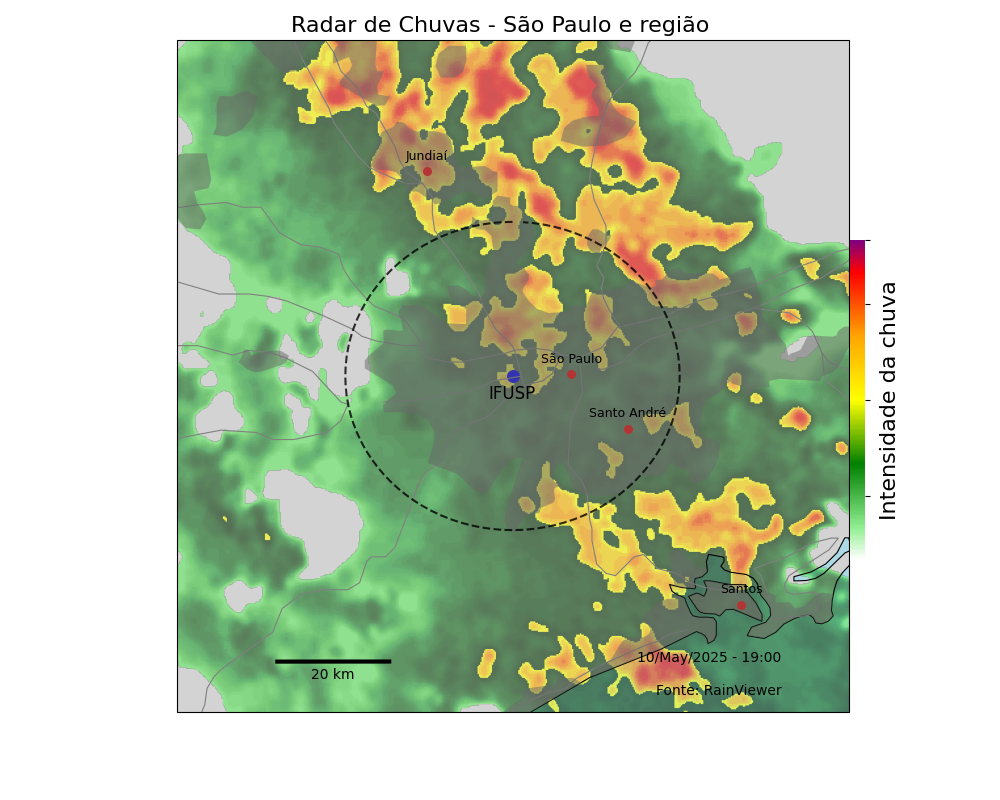 Radar de Chuvas - São Paulo e região
Jundiaí
São Paulo
IFUSP
Santo André
Intensidade da chuva
Santos
10/May/2025 - 19:00
20 km
Fonte: RainViewer